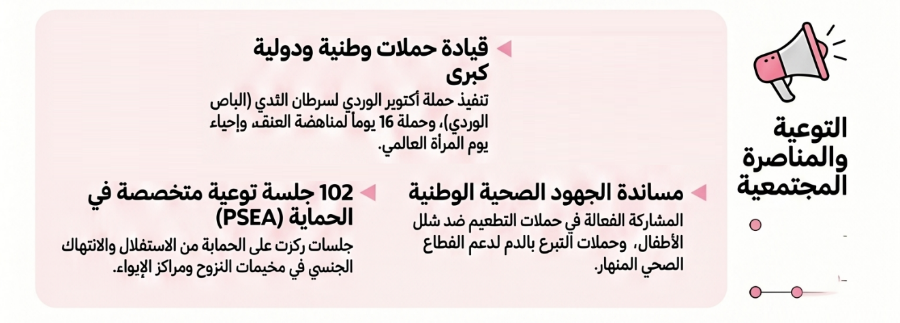 التوعية
والمناصرة
المجتمعية
قيادة حملات وطنية ودولية
كبرى
تنفيذ حملة أكتوبر الوردي لسرطان الثدي (الباص
الوردي)، وحملة 16 يوما لمناهضة العنف، وإحياء
يوم المرأة العالمي.
مساندة الجهود الصحية الوطنية
المشاركة الفعالة في حملات التطعيم ضد شلل
الأطفال، وحملات التبرع بالدم لدعم القطاع
الصحي المنهار.
102 جلسة توعية متخصصة في
الحماية (PSEA)
جلسات ركزت على الحماية من الاستغلال والانتهاك
الجنسي في مخيمات النزوح ومراكز الإيواء.